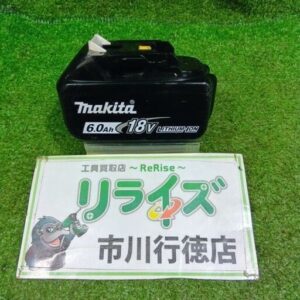 makita
6.0Ah 18V LITHIUM-ION
工具買取店 ~ ReRise ~
リライズ
市川行徳店